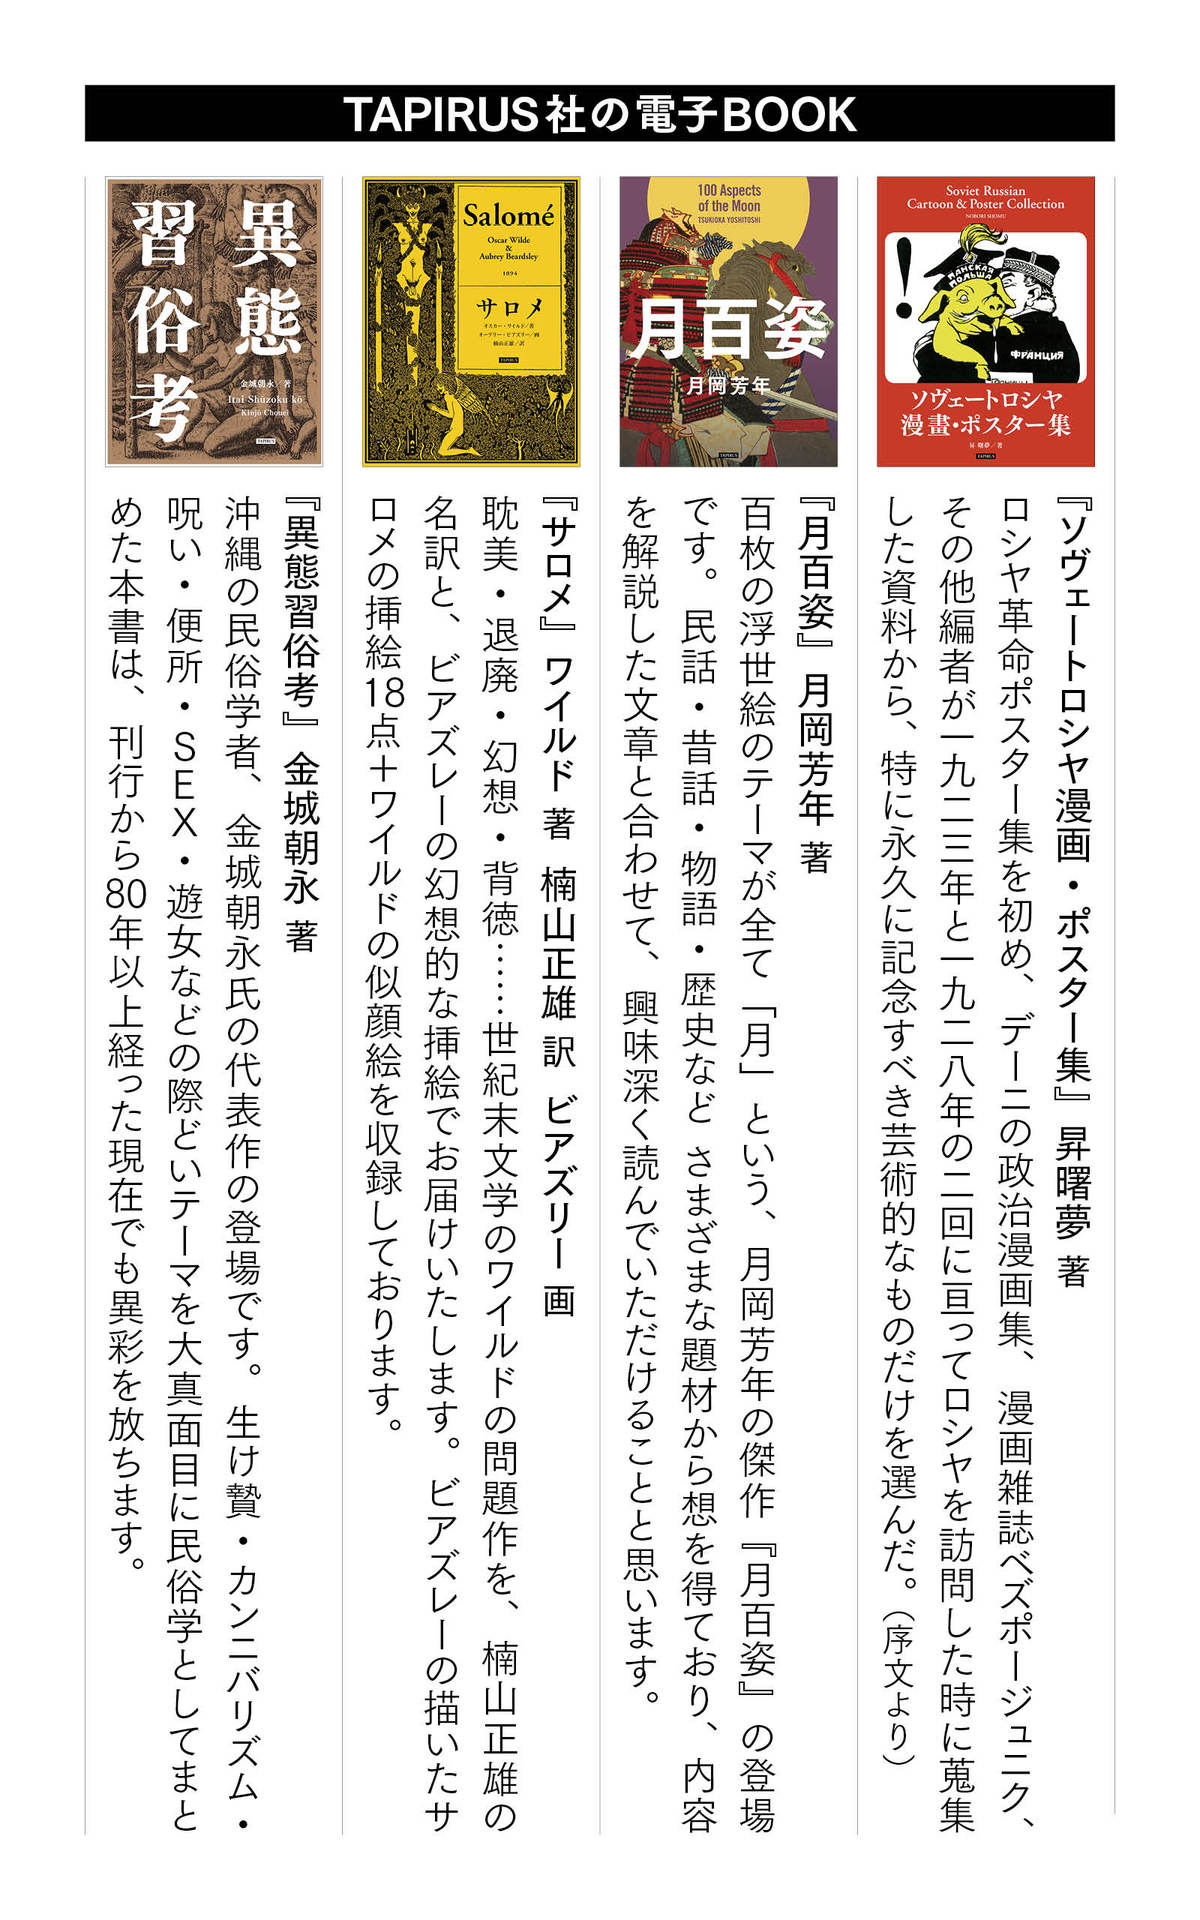 TAPIRUS社の電子BOOK
Soviet Russian
Cartoon & Poster Collection
NOBORI SHOMU
!
ПАНСКАЯ
ПОЛЬША
ФРАНЦИЯ
ソヴェートロシヤ
漫畫・ポスター集
昇 曙夢／著
TAPIRUS
『ソヴェートロシヤ漫画・ポスター集』 昇曙夢 著
ロシヤ革命ポスター集を初め、デーニの政治漫画集、漫画雑誌ベズボージュニク、
その他編者が一九二三年と一九二八年の二回に亘ってロシヤを訪問した時に蒐集
した資料から、特に永久に記念すべき芸術的なものだけを選んだ。（序文より）
100 Aspects
of the Moon
TSUKIOKA YOSHITOSHI
月百姿
月岡芳年
TAPIRUS
『月百姿』 月岡芳年 著
百枚の浮世絵のテーマが全て「月」という、月岡芳年の傑作『月百姿』の登場
です。民話・昔話・物語・歴史など さまざまな題材から想を得ており、内容
を解説した文章と合わせて、興味深く読んでいただけることと思います。
Salomé
Oscar Wilde
&
Aubrey Beardsley
1894
サロメ
オスカー・ワイルド／著
オーブリー・ビアズリー／画
楠山正雄／訳
TAPIRUS
『サロメ』 ワイルド 著 楠山正雄 訳 ビアズリー 画
耽美・退廃・幻想・背徳……世紀末文学のワイルドの問題作を、楠山正雄の
名訳と、ビアズレーの幻想的な挿絵でお届けいたします。ビアズレーの描いたサ
ロメの挿絵18点＋ワイルドの似顔絵を収録しております。
異態
習俗考
金城朝永／著
Itai Shūzoku kō
Kinjō Chōnei
TAPIRUS
『異態習俗考』 金城朝永 著
沖縄の民俗学者、金城朝永氏の代表作の登場です。生け贄・カンニバリズム・
呪い・便所・SEX・遊女などの際どいテーマを大真面目に民俗学としてまと
めた本書は、刊行から80年以上経った現在でも異彩を放ちます。